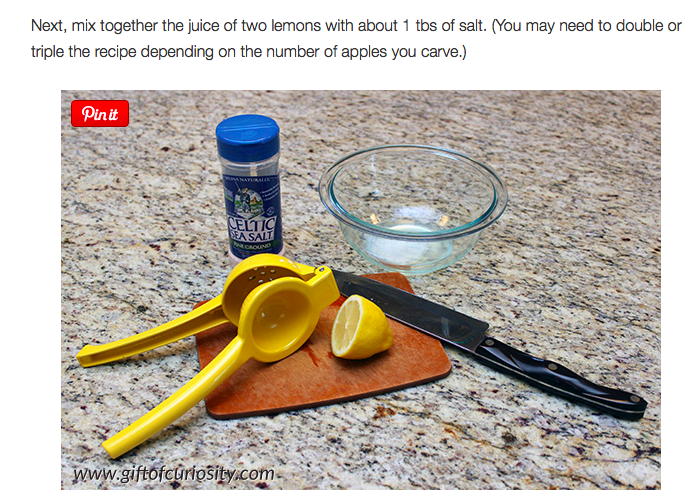 Next, mix together the juice of two lemons with about 1 tbs of salt. (You may need to double or
triple the recipe depending on the number of apples you carve.)
Pin it
SELINA NATURALLY
CELTIC
SEA SALT
FINE GROUND
www.giftofcuriosity.com